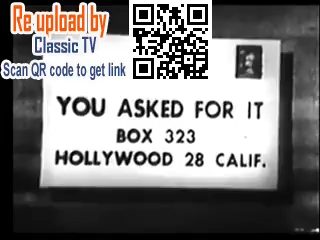 Re upload by
Classic TV
Scan QR code to get link
YOU ASKED FOR IT
BOX 323
HOLLYWOOD 28 CALIF.